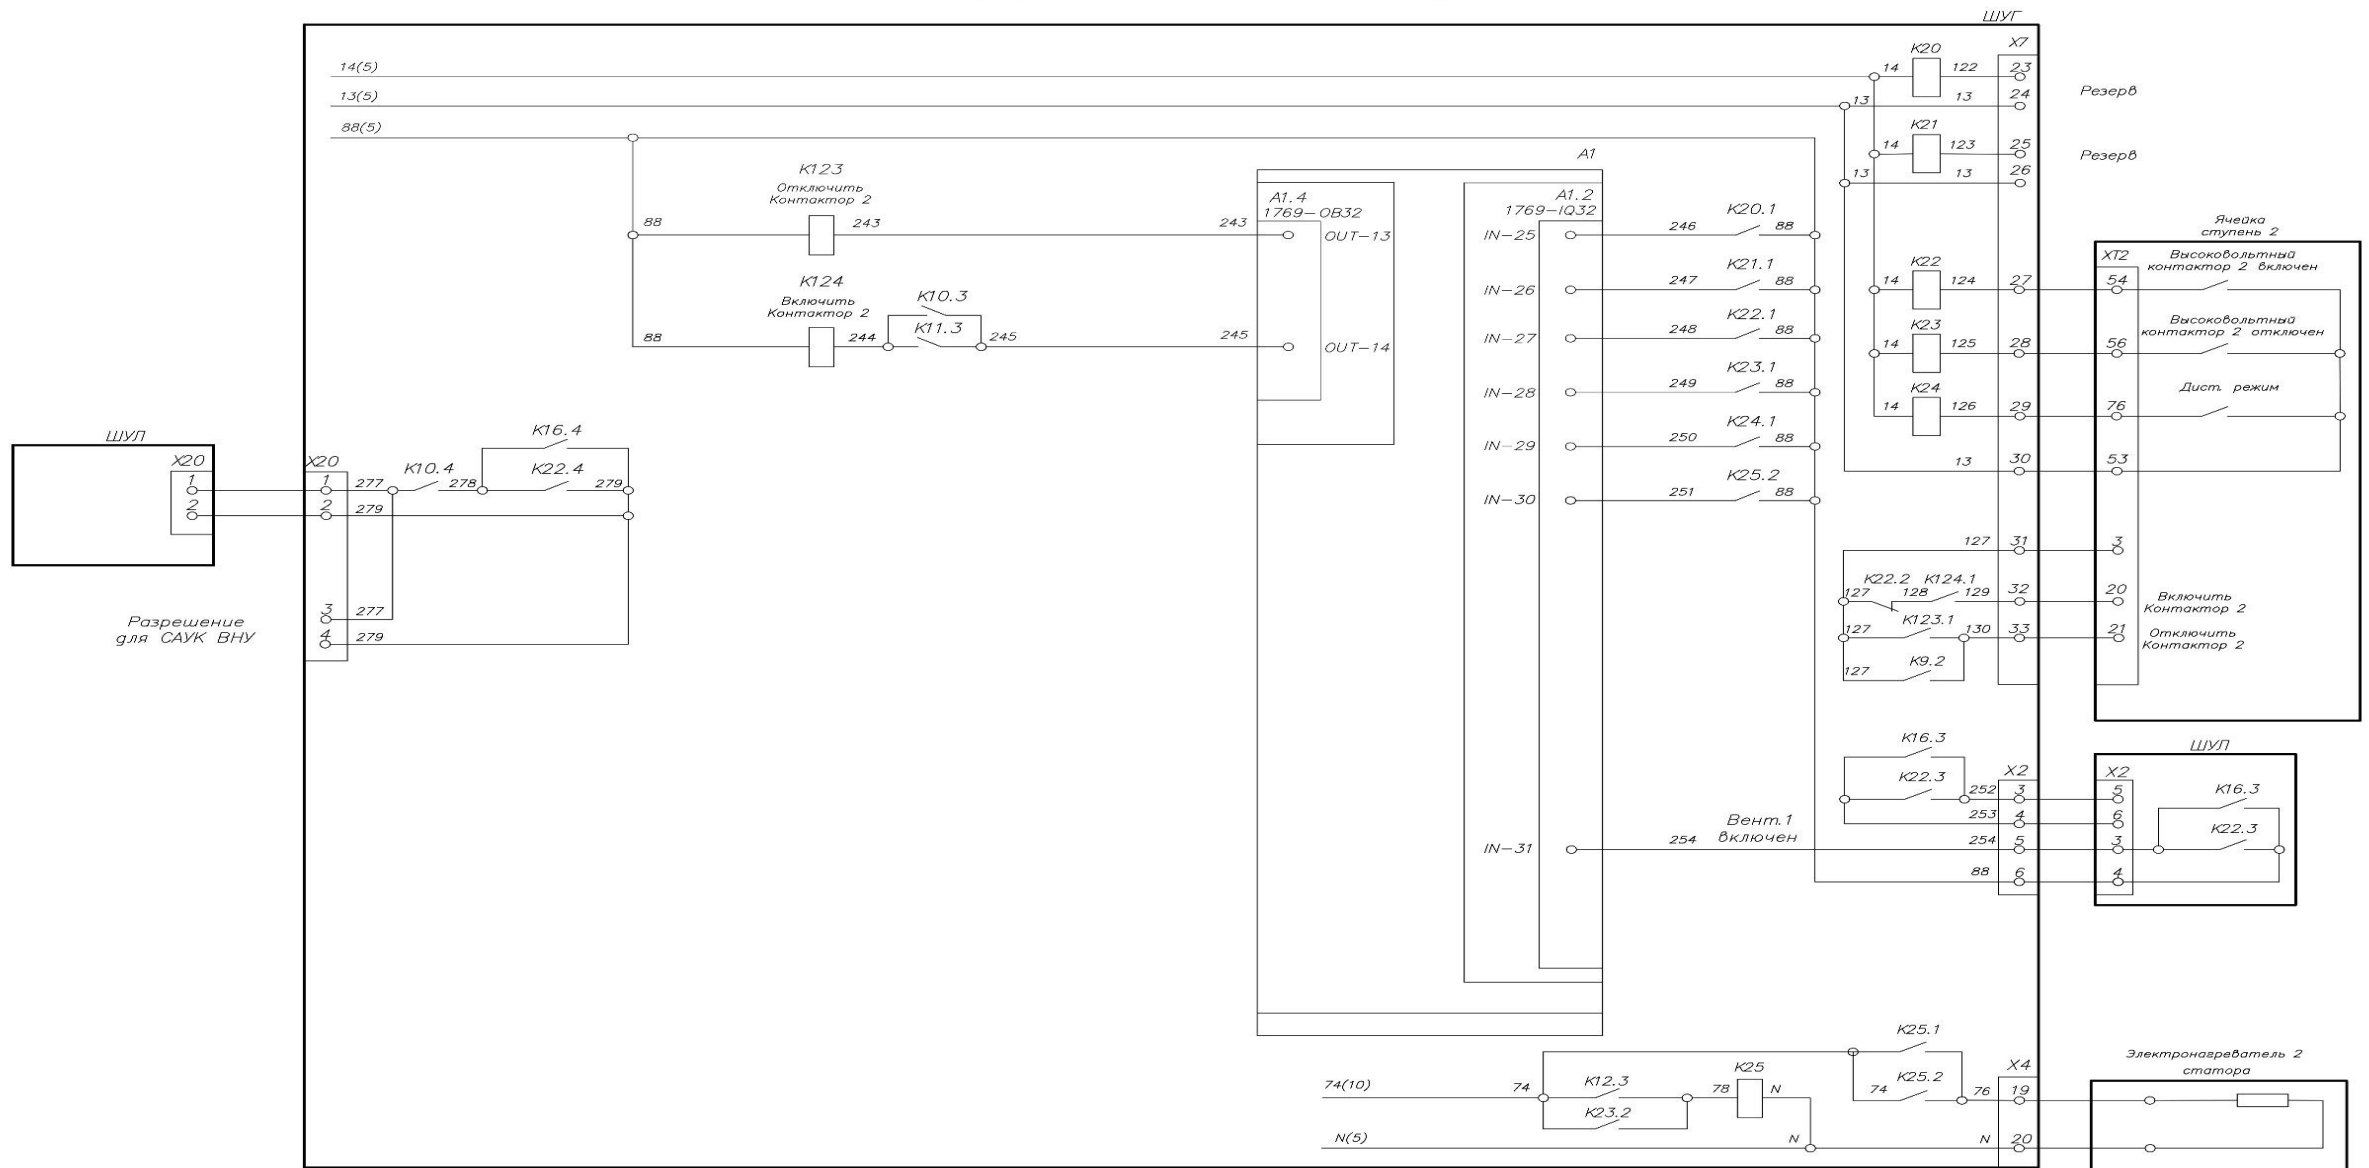 ШУГ
14(5)
13(5)
88(5)
К20
14
122
X7
23
Резерв
13
13
24
К21
14
123
25
Резерв
13
13
26
К123
Отключить
Контактор 2
88
243
243
А1
А1.4
1769-OB32
OUT-13
А1.2
1769-IQ32
IN-25
246
К20.1
88
К124
Включить
Контактор 2
88
244
К10.3
К11.3
245
245
OUT-14
IN-26
247
К21.1
88
IN-27
248
К22.1
88
IN-28
249
К23.1
88
IN-29
250
К24.1
88
IN-30
251
К25.2
88
Ячейка
ступень 2
К22
14
124
27
XT2
54
Высоковольтный
контактор 2 включен
К23
14
125
28
56
Высоковольтный
контактор 2 отключен
К24
14
126
29
76
Дист. режим
13
30
53
127
31
3
К22.2
К124.1
127
128
129
32
20
Включить
Контактор 2
К123.1
127
130
33
21
Отключить
Контактор 2
К9.2
127
ШУЛ
X20
1
2
X20
1
277
К10.4
278
К16.4
К22.4
279
2
279
3
277
4
279
Разрешение
для САУК ВНУ
К16.3
К22.3
252
X2
3
253
4
Вент.1
включен
IN-31
254
254
5
88
6
ШУЛ
X2
5
6
3
4
К16.3
К22.3
74(10)
74
К12.3
К23.2
78
К25
N
К25.1
К25.2
74
76
X4
19
N(5)
N
N
20
Электронагреватель 2
статора